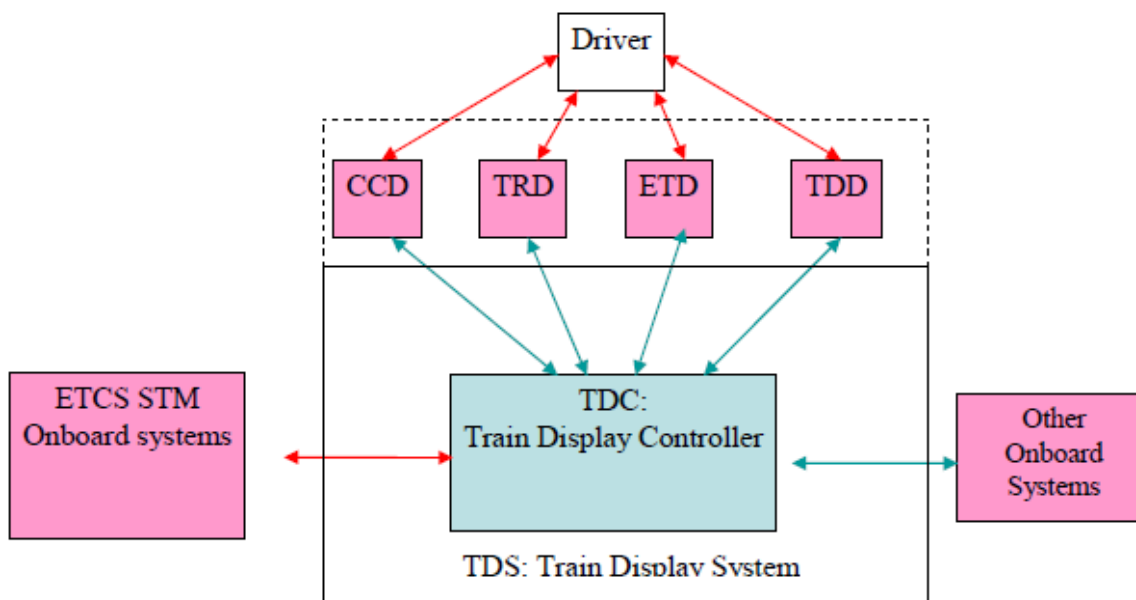 Driver
CCD
TRD
ETD
TDD
ETCS STM
Onboard systems
TDC:
Train Display Controller
Other
Onboard
Systems
TDS: Train Display System